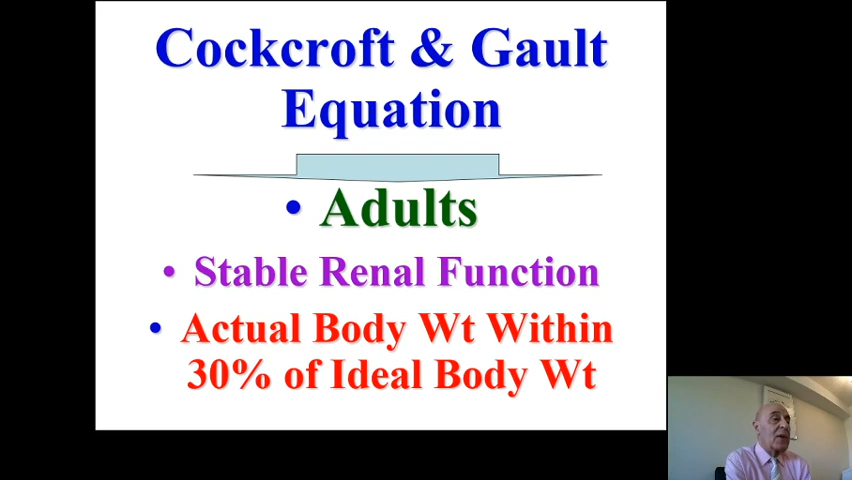 Cockcroft & Gault
Equation
• Adults
• Stable Renal Function
• Actual Body Wt Within
30% of Ideal Body Wt